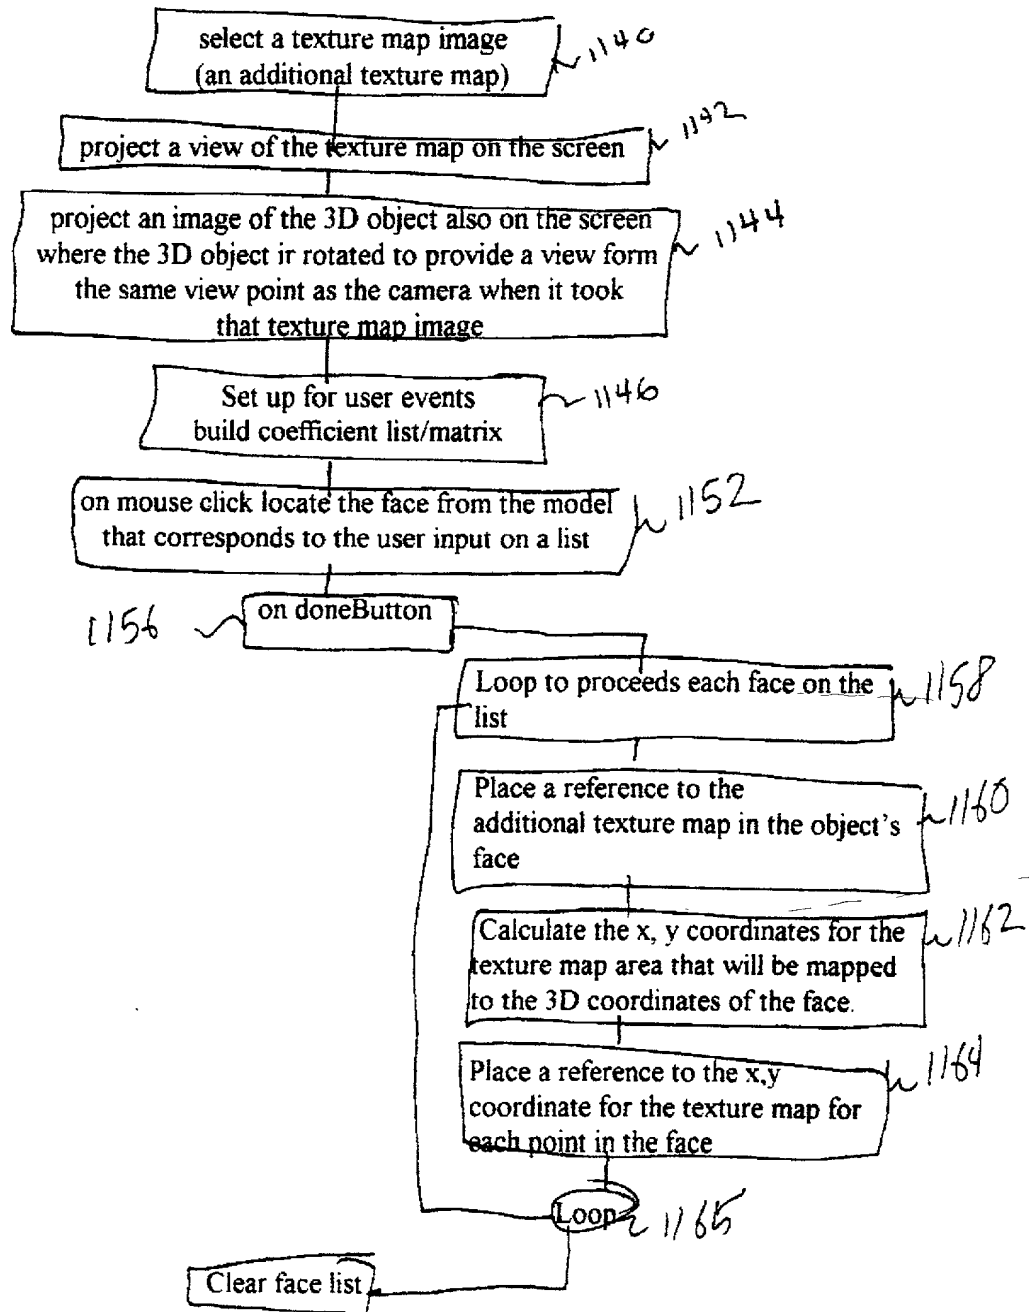 select a texture map image
(an additional texture map)
1140
project a view of the texture map on the screen
1142
project an image of the 3D object also on the screen
where the 3D object ir rotated to provide a view form
the same view point as the camera when it took
that texture map image
1144
Set up for user events
build coefficient list/matrix
1146
on mouse click locate the face from the model
that corresponds to the user input on a list
1152
on doneButton
1156
Loop to proceeds each face on the
list
1158
Place a reference to the
additional texture map in the object's
face
1160
Calculate the x, y coordinates for the
texture map area that will be mapped
to the 3D coordinates of the face.
1162
Place a reference to the x,y
coordinate for the texture map for
each point in the face
1164
Loop
1165
Clear face list